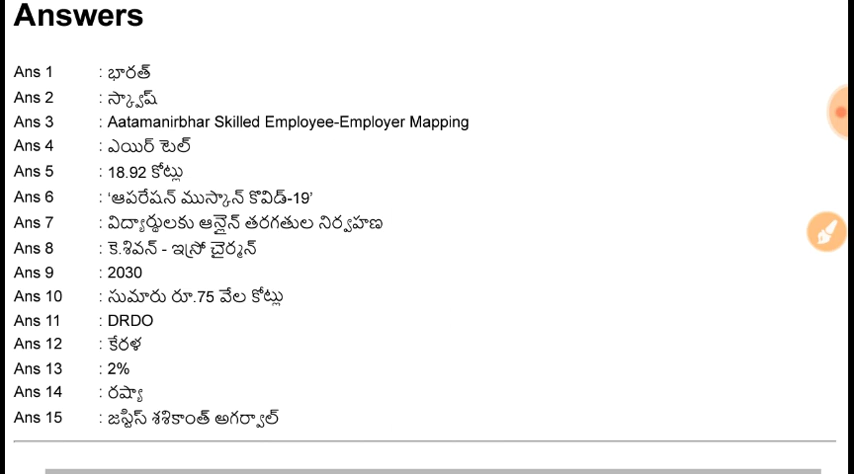 Answers
Ans 1 : భారత్
Ans 2 : స్క్వాష్
Ans 3 : Aatamanirbhar Skilled Employee-Employer Mapping
Ans 4 : ఎయిర్ టెల్
Ans 5 : 18.92 కోట్లు
Ans 6 : ‘ఆపరేషన్ ముస్కాన్ కొవిడ్-19’
Ans 7 : విద్యార్థులకు ఆన్లైన్ తరగతుల నిర్వహణ
Ans 8 : కె.శివన్ - ఇస్రో చైర్మన్
Ans 9 : 2030
Ans 10 : సుమారు రూ.75 వేల కోట్లు
Ans 11 : DRDO
Ans 12 : కేరళ
Ans 13 : 2%
Ans 14 : రష్యా
Ans 15 : జస్టిస్ శశికాంత్ అగర్వాల్